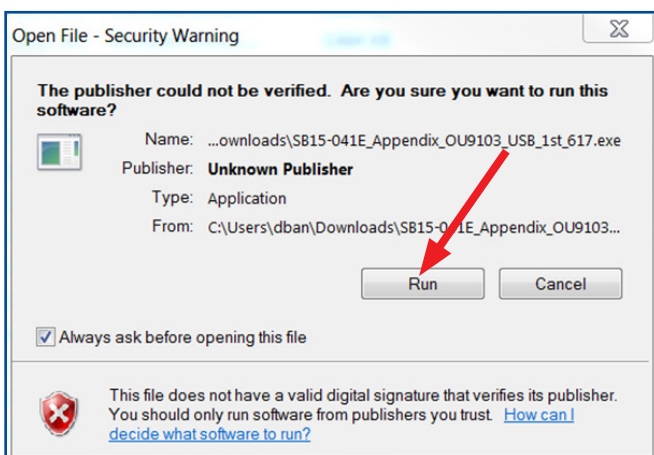 Open File - Security Warning
The publisher could not be verified. Are you sure you want to run this
software?
Name: ...ownloads\SB15-041E_Appendix_OU9103_USB_1st_617.exe
Publisher: Unknown Publisher
Type: Application
From: C:\Users\dban\Downloads\SB15-041E_Appendix_OU9103...
Run Cancel
Always ask before opening this file
This file does not have a valid digital signature that verifies its publisher.
You should only run software from publishers you trust. How can I
decide what software to run?